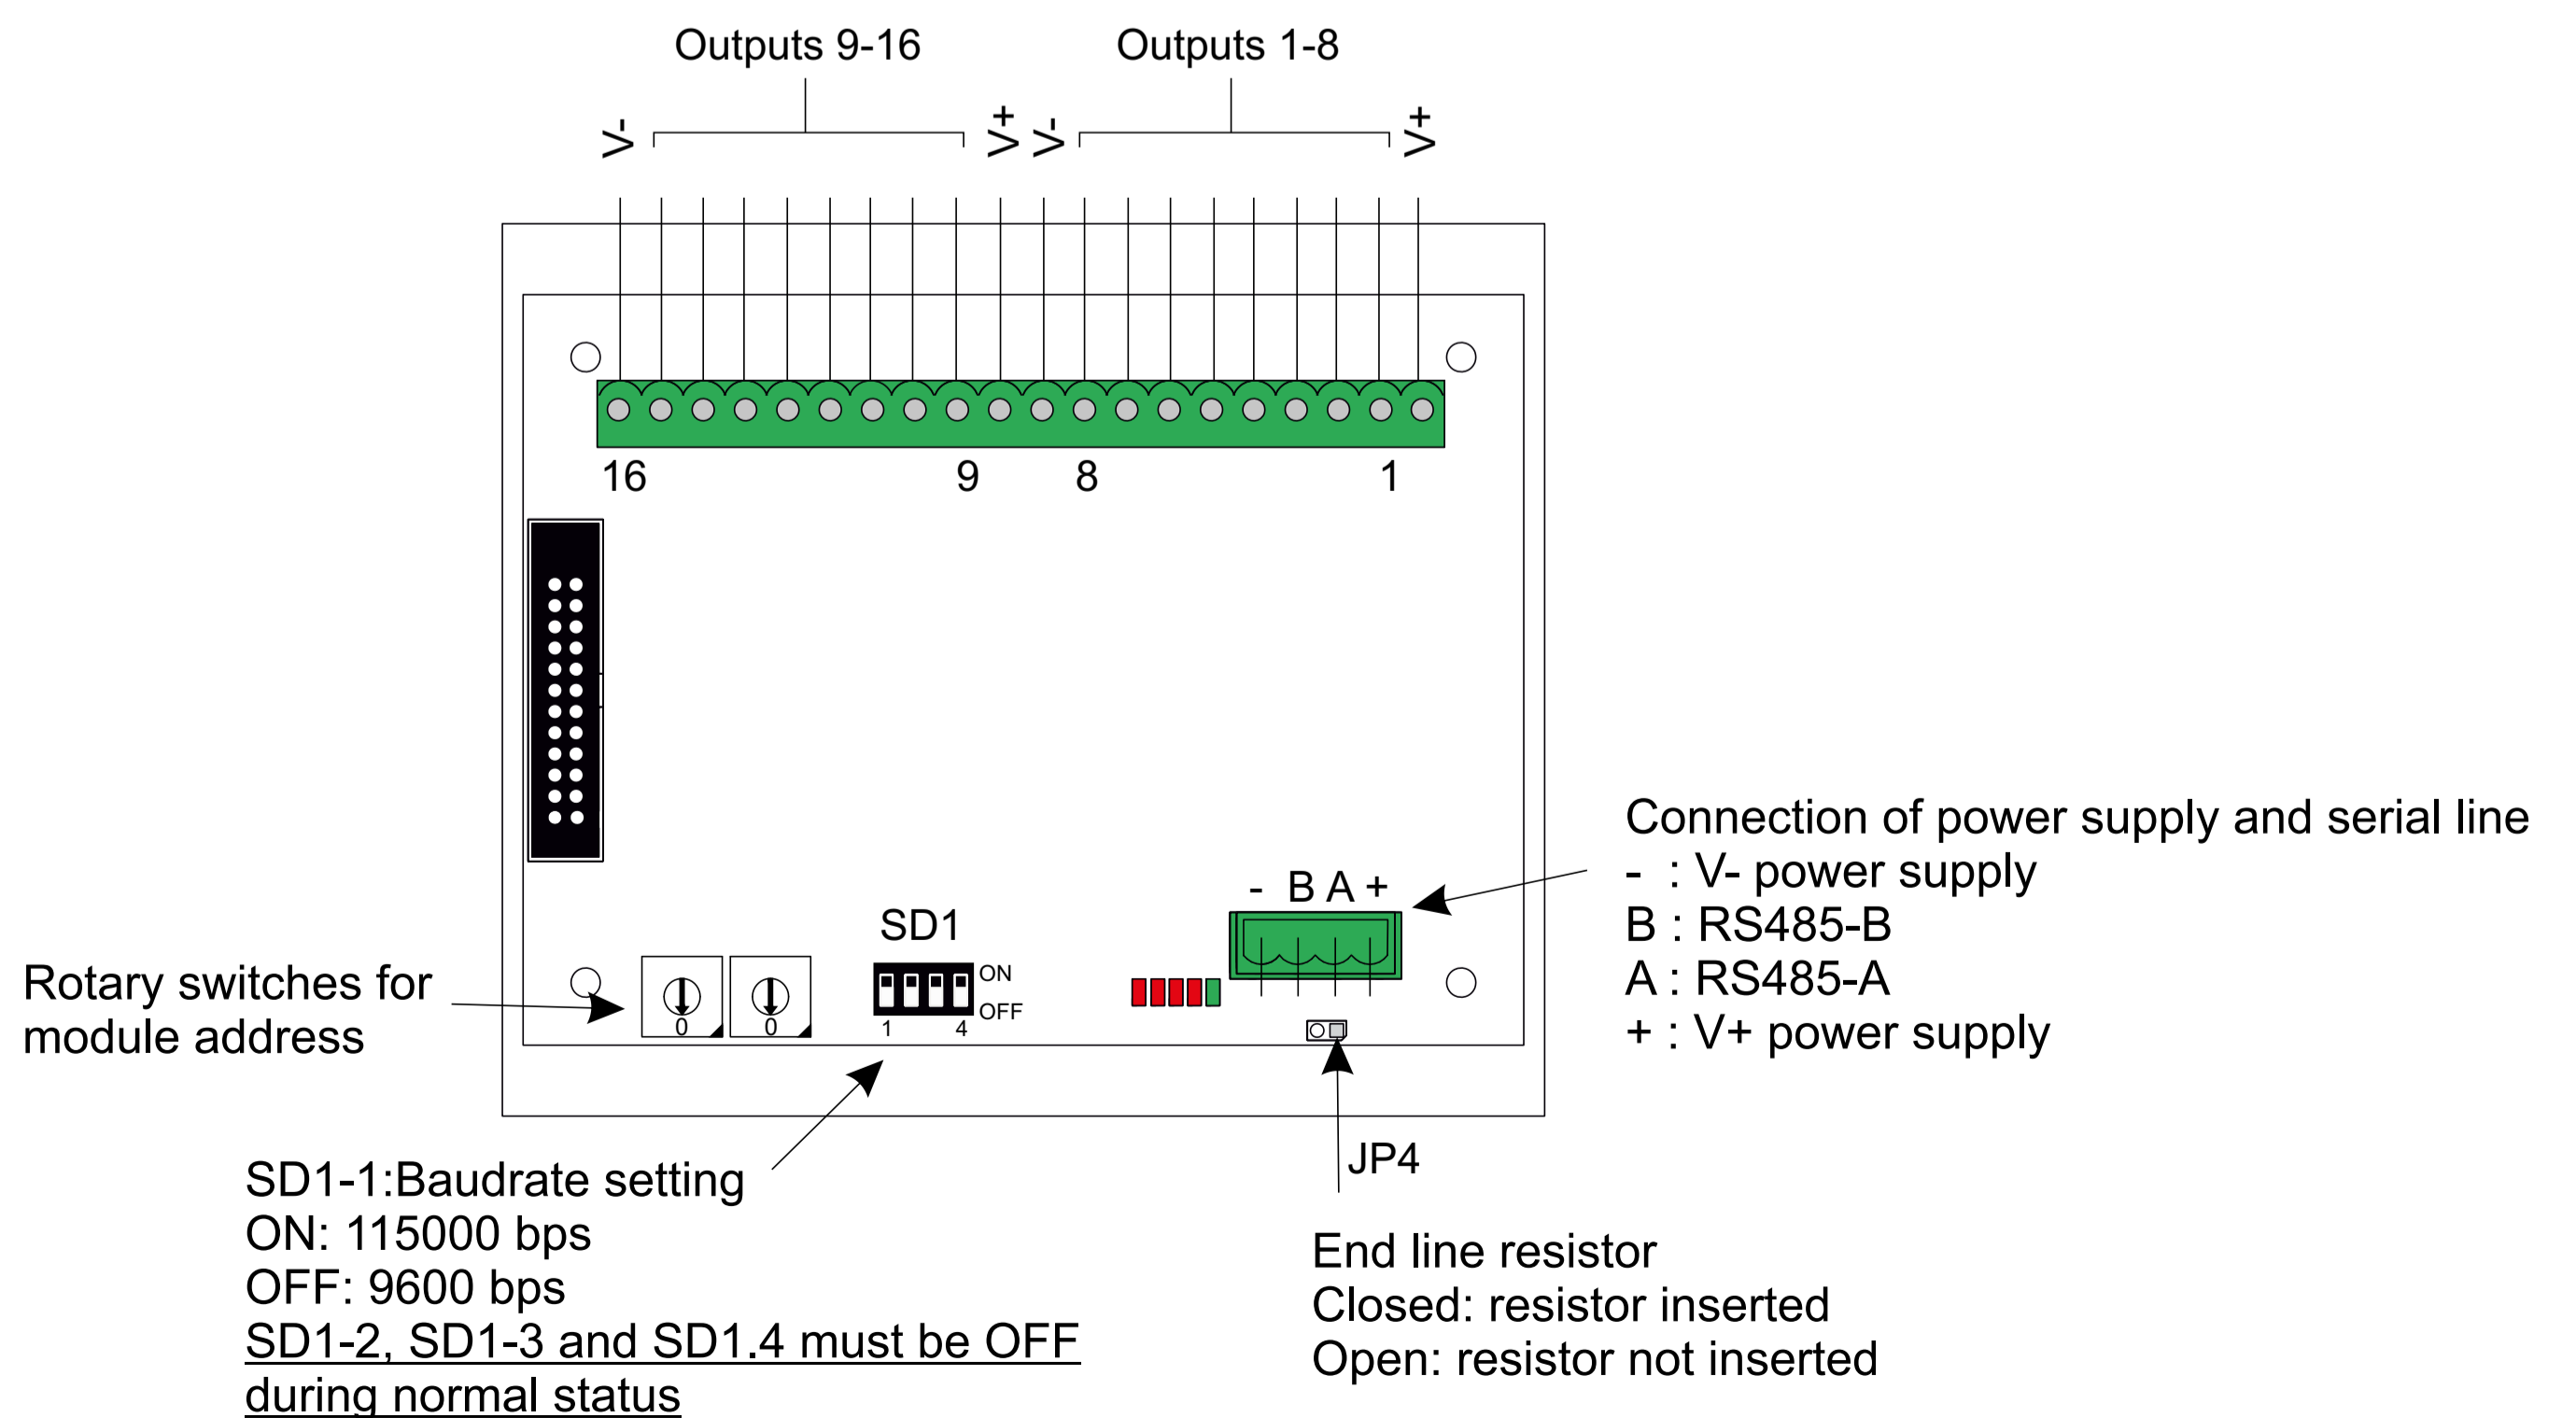 Outputs 9-16 Outputs 1-8
V- V+ V- V+
16 9 8 1
Connection of power supply and serial line
- : V- power supply
B : RS485-B
A : RS485-A
+ : V+ power supply
- B A +
SD1
ON
OFF
1 4
0 0
Rotary switches for
module address
JP4
SD1-1:Baudrate setting
ON: 115000 bps
OFF: 9600 bps
SD1-2, SD1-3 and SD1.4 must be OFF
during normal status
End line resistor
Closed: resistor inserted
Open: resistor not inserted